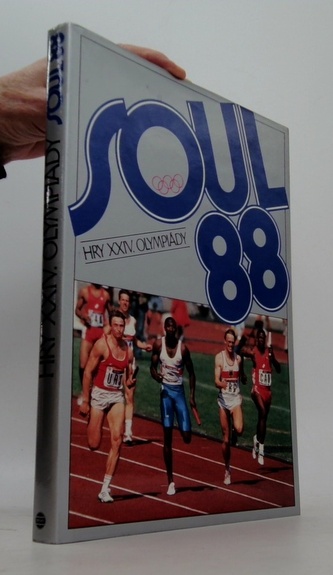 SOUL
88
HRY XXIV. OLYMPIÁDY
HRY XXIV. OLYMPIÁDY SOUL 88